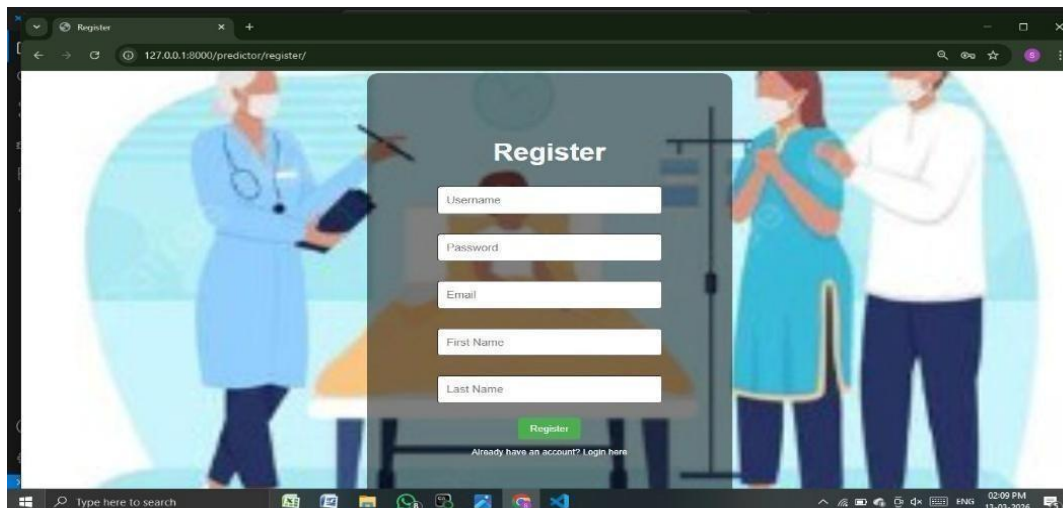 Register
127.0.0.1:8000/predictor/register/
S
Register
Username
Password
Email
First Name
Last Name
Register
Already have an account? Login here
Type here to search
ENG
02:09 PM